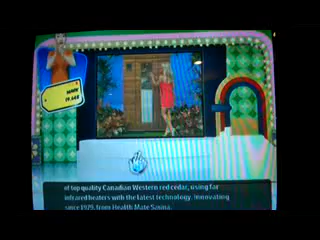 of top quality Canadian Western red cedar, using far
infrared heaters with the latest technology. Innovating
since 1979, from Health Mate Sauna.